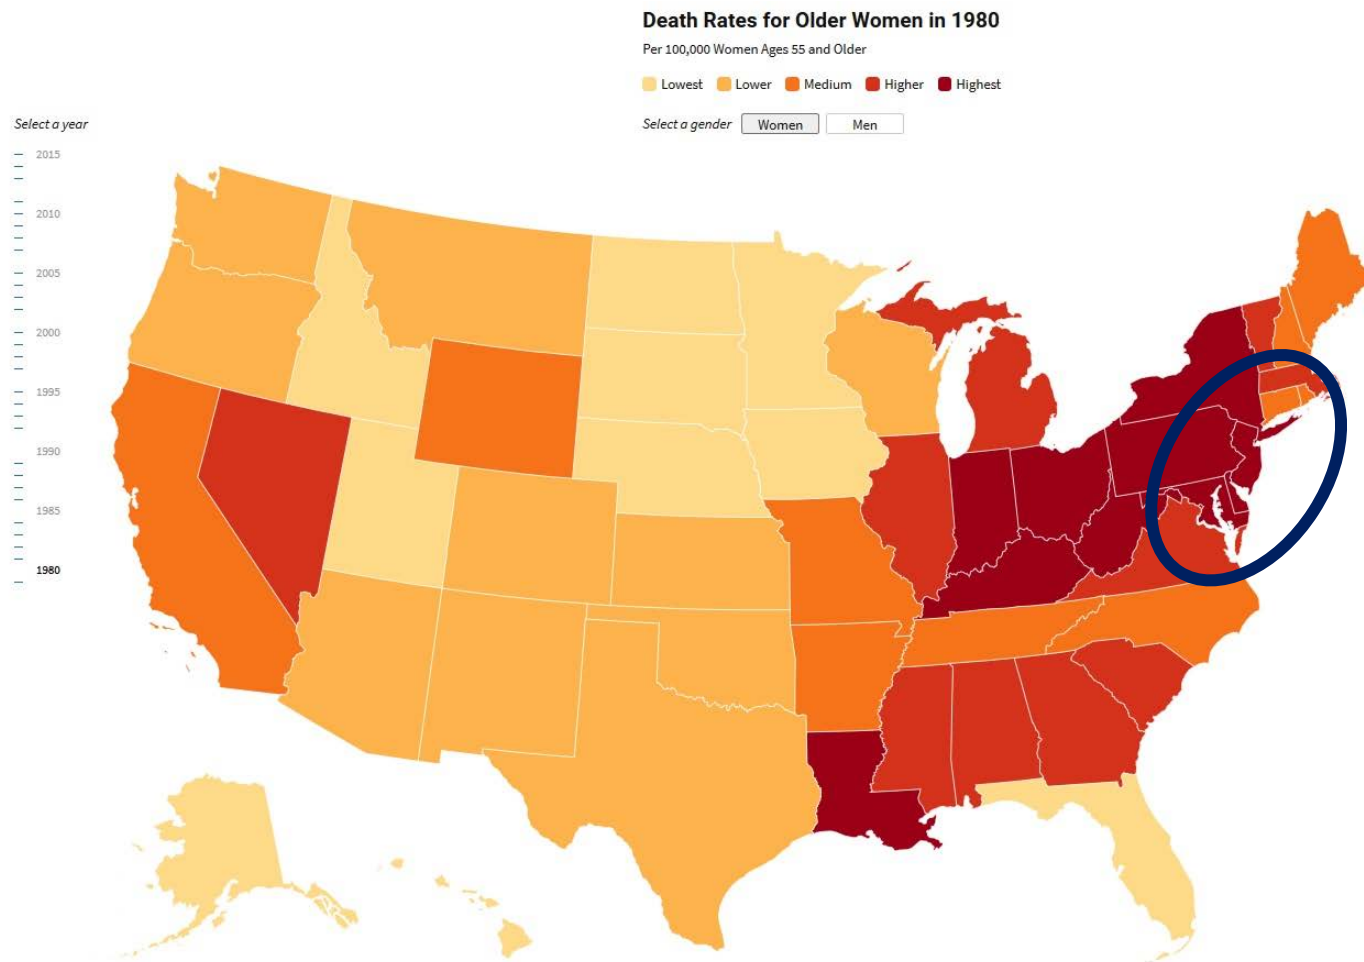 Death Rates for Older Women in 1980
Per 100,000 Women Ages 55 and Older
Lowest Lower Medium Higher Highest
Select a gender Women Men
Select a year
2015
2010
2005
2000
1995
1990
1985
1980